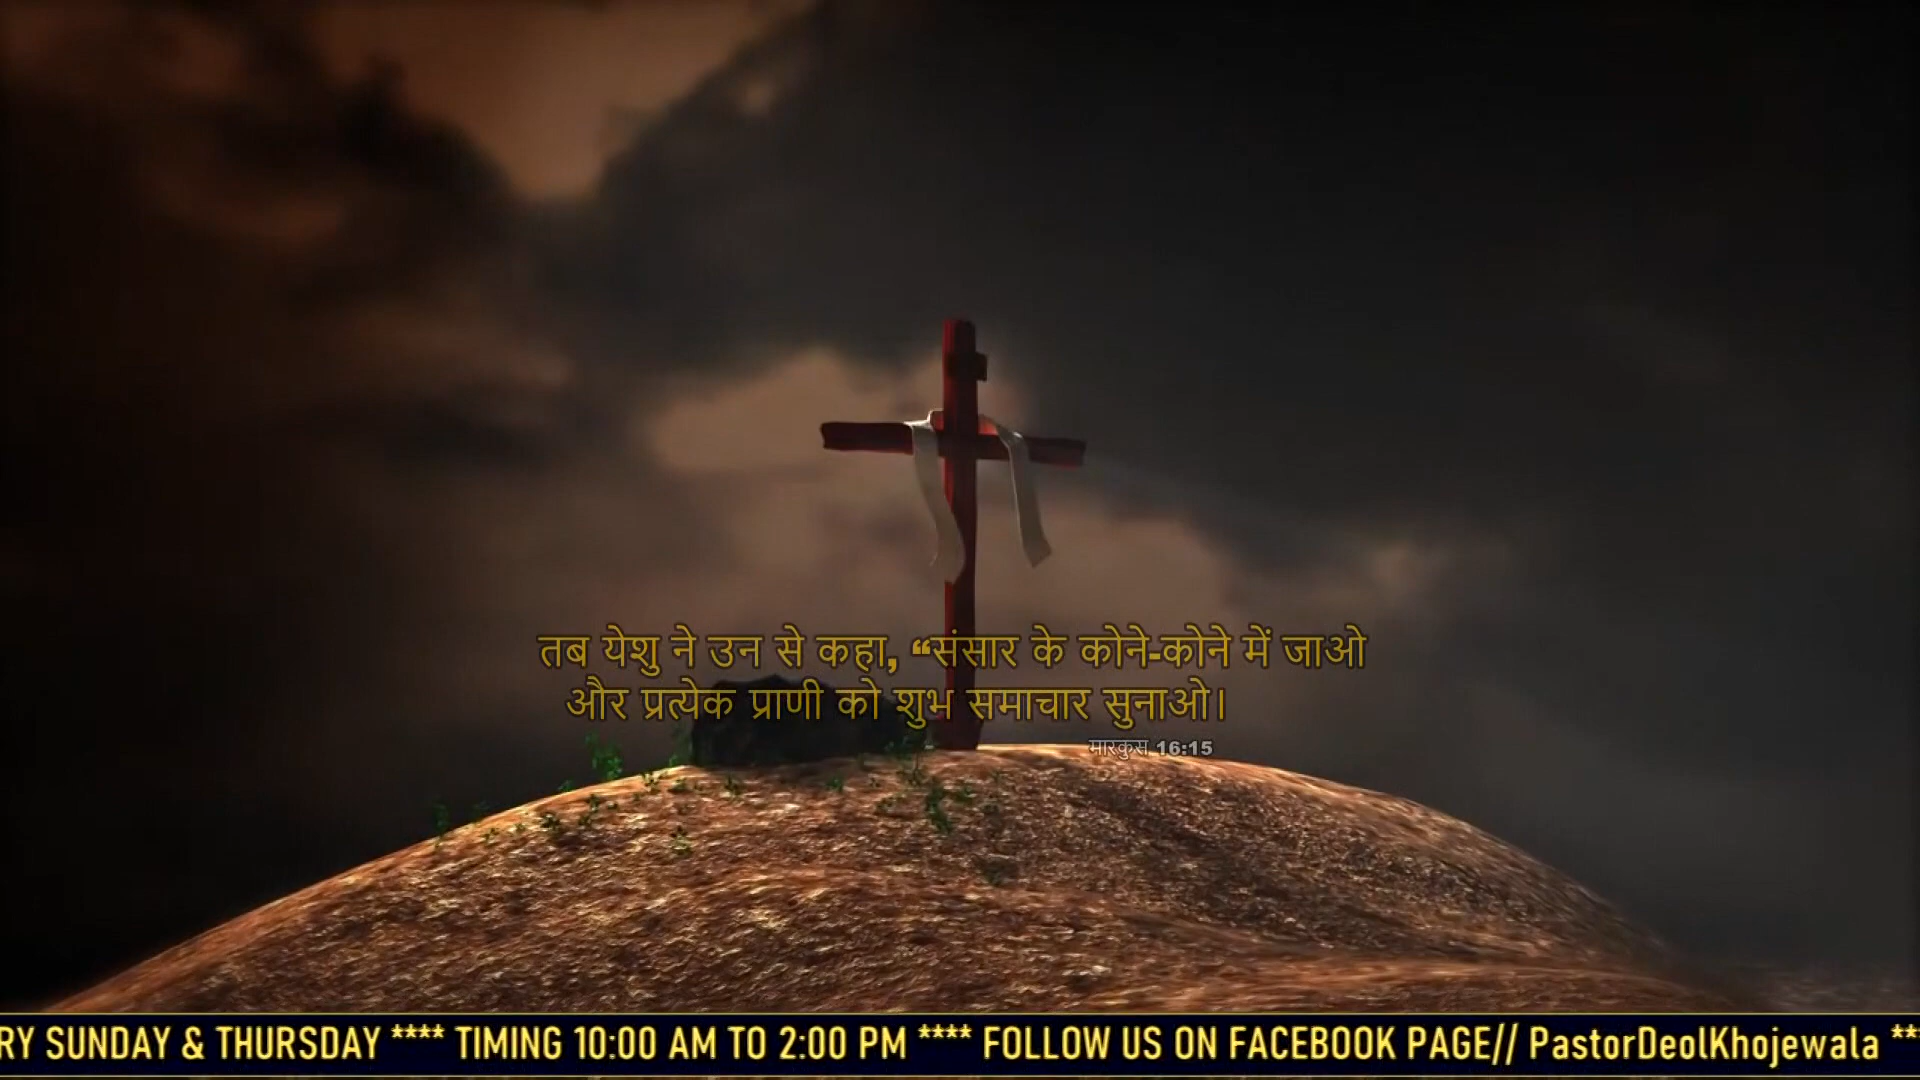 तब येशु ने उन से कहा, “संसार के कोने-कोने में जाओ
और प्रत्येक प्राणी को शुभ समाचार सुनाओ।
मारकुस 16:15
RY SUNDAY & THURSDAY **** TIMING 10:00 AM TO 2:00 PM **** FOLLOW US ON FACEBOOK PAGE// PastorDeolKhojewala **